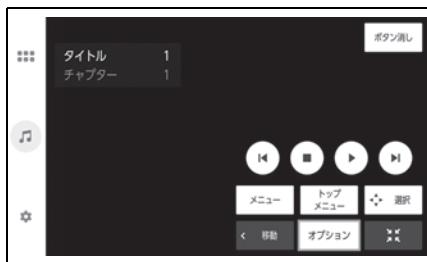 ボタン消し
タイトル 1
チャプター 1
メニュー
トップ
メニュー
選択
移動
オプション